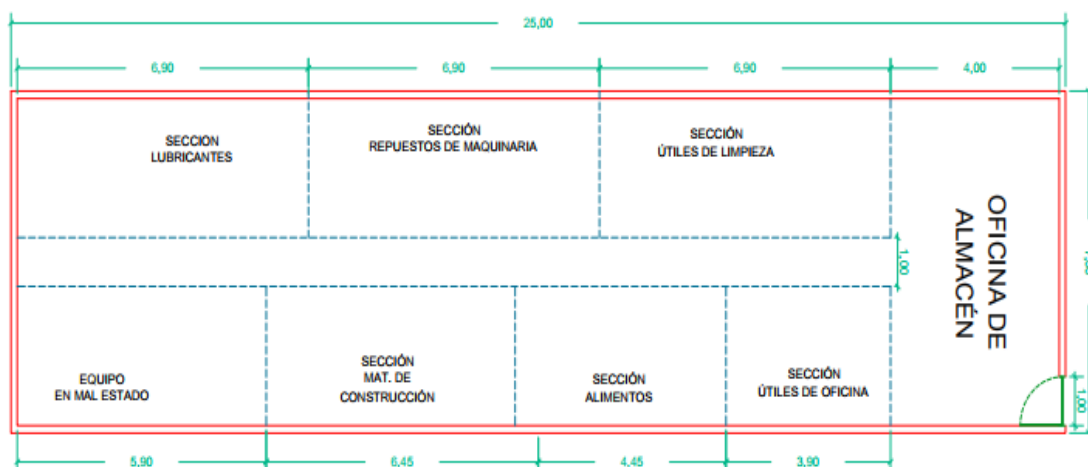 25,00
6,90
6,90
6,90
4,00
SECCION
LUBRICANTES
SECCIÓN
REPUESTOS DE MAQUINARIA
SECCIÓN
ÚTILES DE LIMPIEZA
OFICINA DE
ALMACÉN
1,00
EQUIPO
EN MAL ESTADO
SECCIÓN
MAT. DE
CONSTRUCCIÓN
SECCIÓN
ALIMENTOS
SECCIÓN
ÚTILES DE OFICINA
1,00
5,90
6,45
4,45
3,90